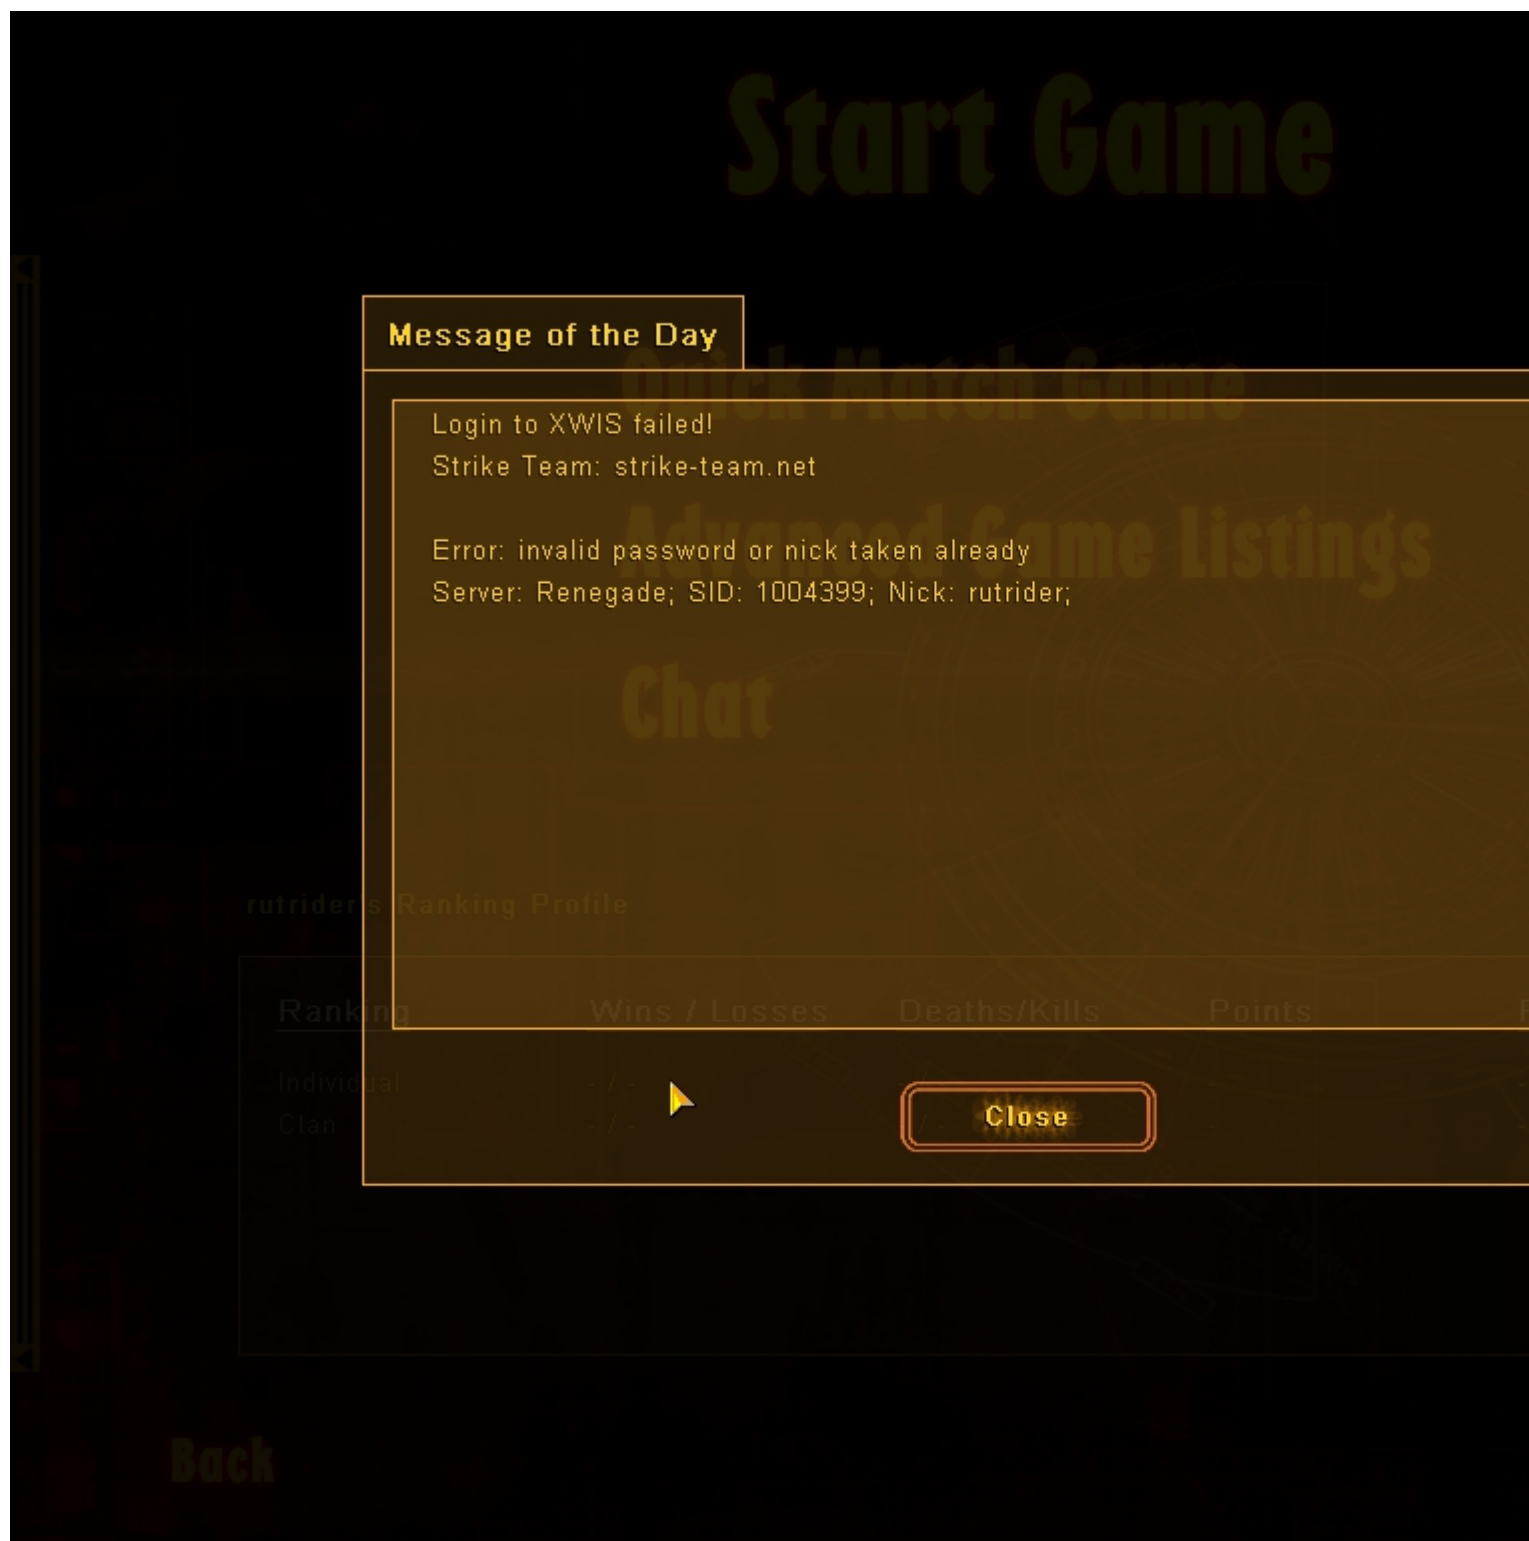 Start Game
Message of the Day
Quick Match Game
Login to XWIS failed!
Strike Team: strike-team.net
Advanced Game Listings
Error: invalid password or nick taken already
Server: Renegade; SID: 1004399; Nick: rutrider;
Chat
rutrider's Ranking Profile
Ranking Wins / Losses Deaths/Kills Points
Individual - / -
Clan - / - / - -
Close
Back